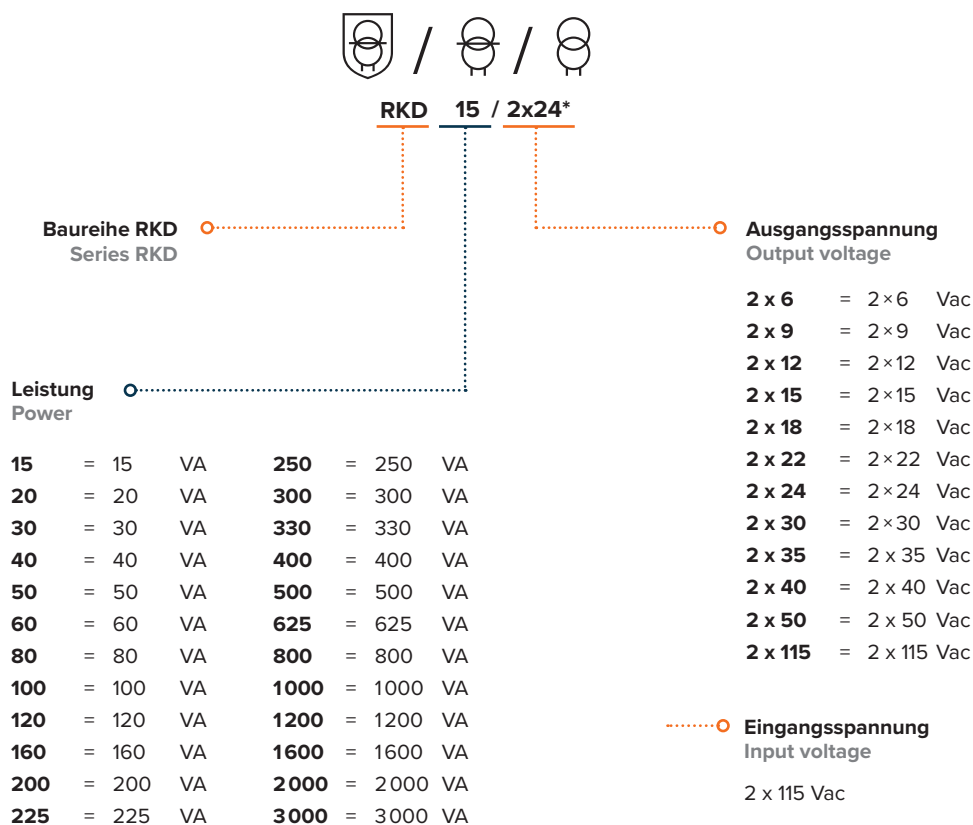 RKD 15 / 2x24*
Baureihe RKD
Series RKD
Leistung
Power
15 = 15 VA 250 = 250 VA
20 = 20 VA 300 = 300 VA
30 = 30 VA 330 = 330 VA
40 = 40 VA 400 = 400 VA
50 = 50 VA 500 = 500 VA
60 = 60 VA 625 = 625 VA
80 = 80 VA 800 = 800 VA
100 = 100 VA 1000 = 1000 VA
120 = 120 VA 1200 = 1200 VA
160 = 160 VA 1600 = 1600 VA
200 = 200 VA 2000 = 2000 VA
225 = 225 VA 3000 = 3000 VA
Ausgangsspannung
Output voltage
2 x 6 = 2×6 Vac
2 x 9 = 2×9 Vac
2 x 12 = 2×12 Vac
2 x 15 = 2×15 Vac
2 x 18 = 2×18 Vac
2 x 22 = 2×22 Vac
2 x 24 = 2×24 Vac
2 x 30 = 2×30 Vac
2 x 35 = 2 x 35 Vac
2 x 40 = 2 x 40 Vac
2 x 50 = 2 x 50 Vac
2 x 115 = 2 x 115 Vac
Eingangsspannung
Input voltage
2 x 115 Vac